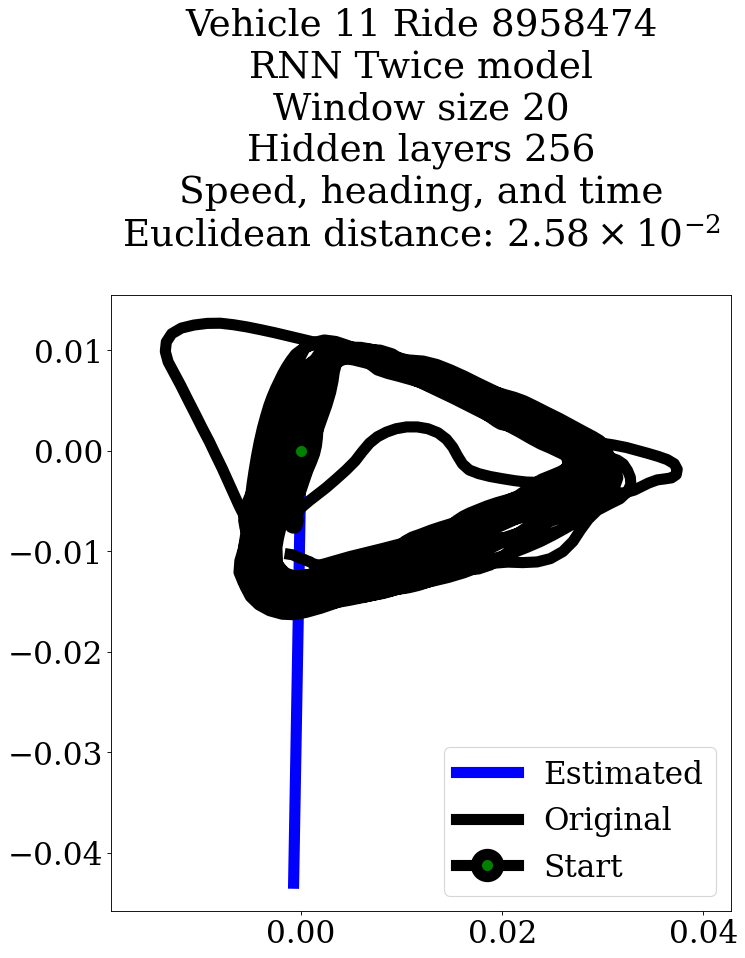 Vehicle 11 Ride 8958474
RNN Twice model
Window size 20
Hidden layers 256
Speed, heading, and time
Euclidean distance: 2.58 × 10⁻²
0.01
0.00
−0.01
−0.02
−0.03
−0.04
Estimated
Original
Start
0.00 0.02 0.04